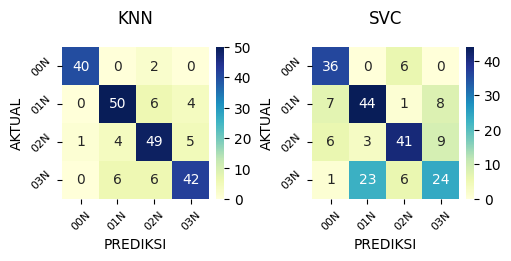 KNN
AKTUAL
00N 40 0 2 0
01N 0 50 6 4
02N 1 4 49 5
03N 0 6 6 42
00N 01N 02N 03N
PREDIKSI
50
40
30
20
10
0
SVC
AKTUAL
00N 36 0 6 0
01N 7 44 1 8
02N 6 3 41 9
03N 1 23 6 24
00N 01N 02N 03N
PREDIKSI
40
30
20
10
0